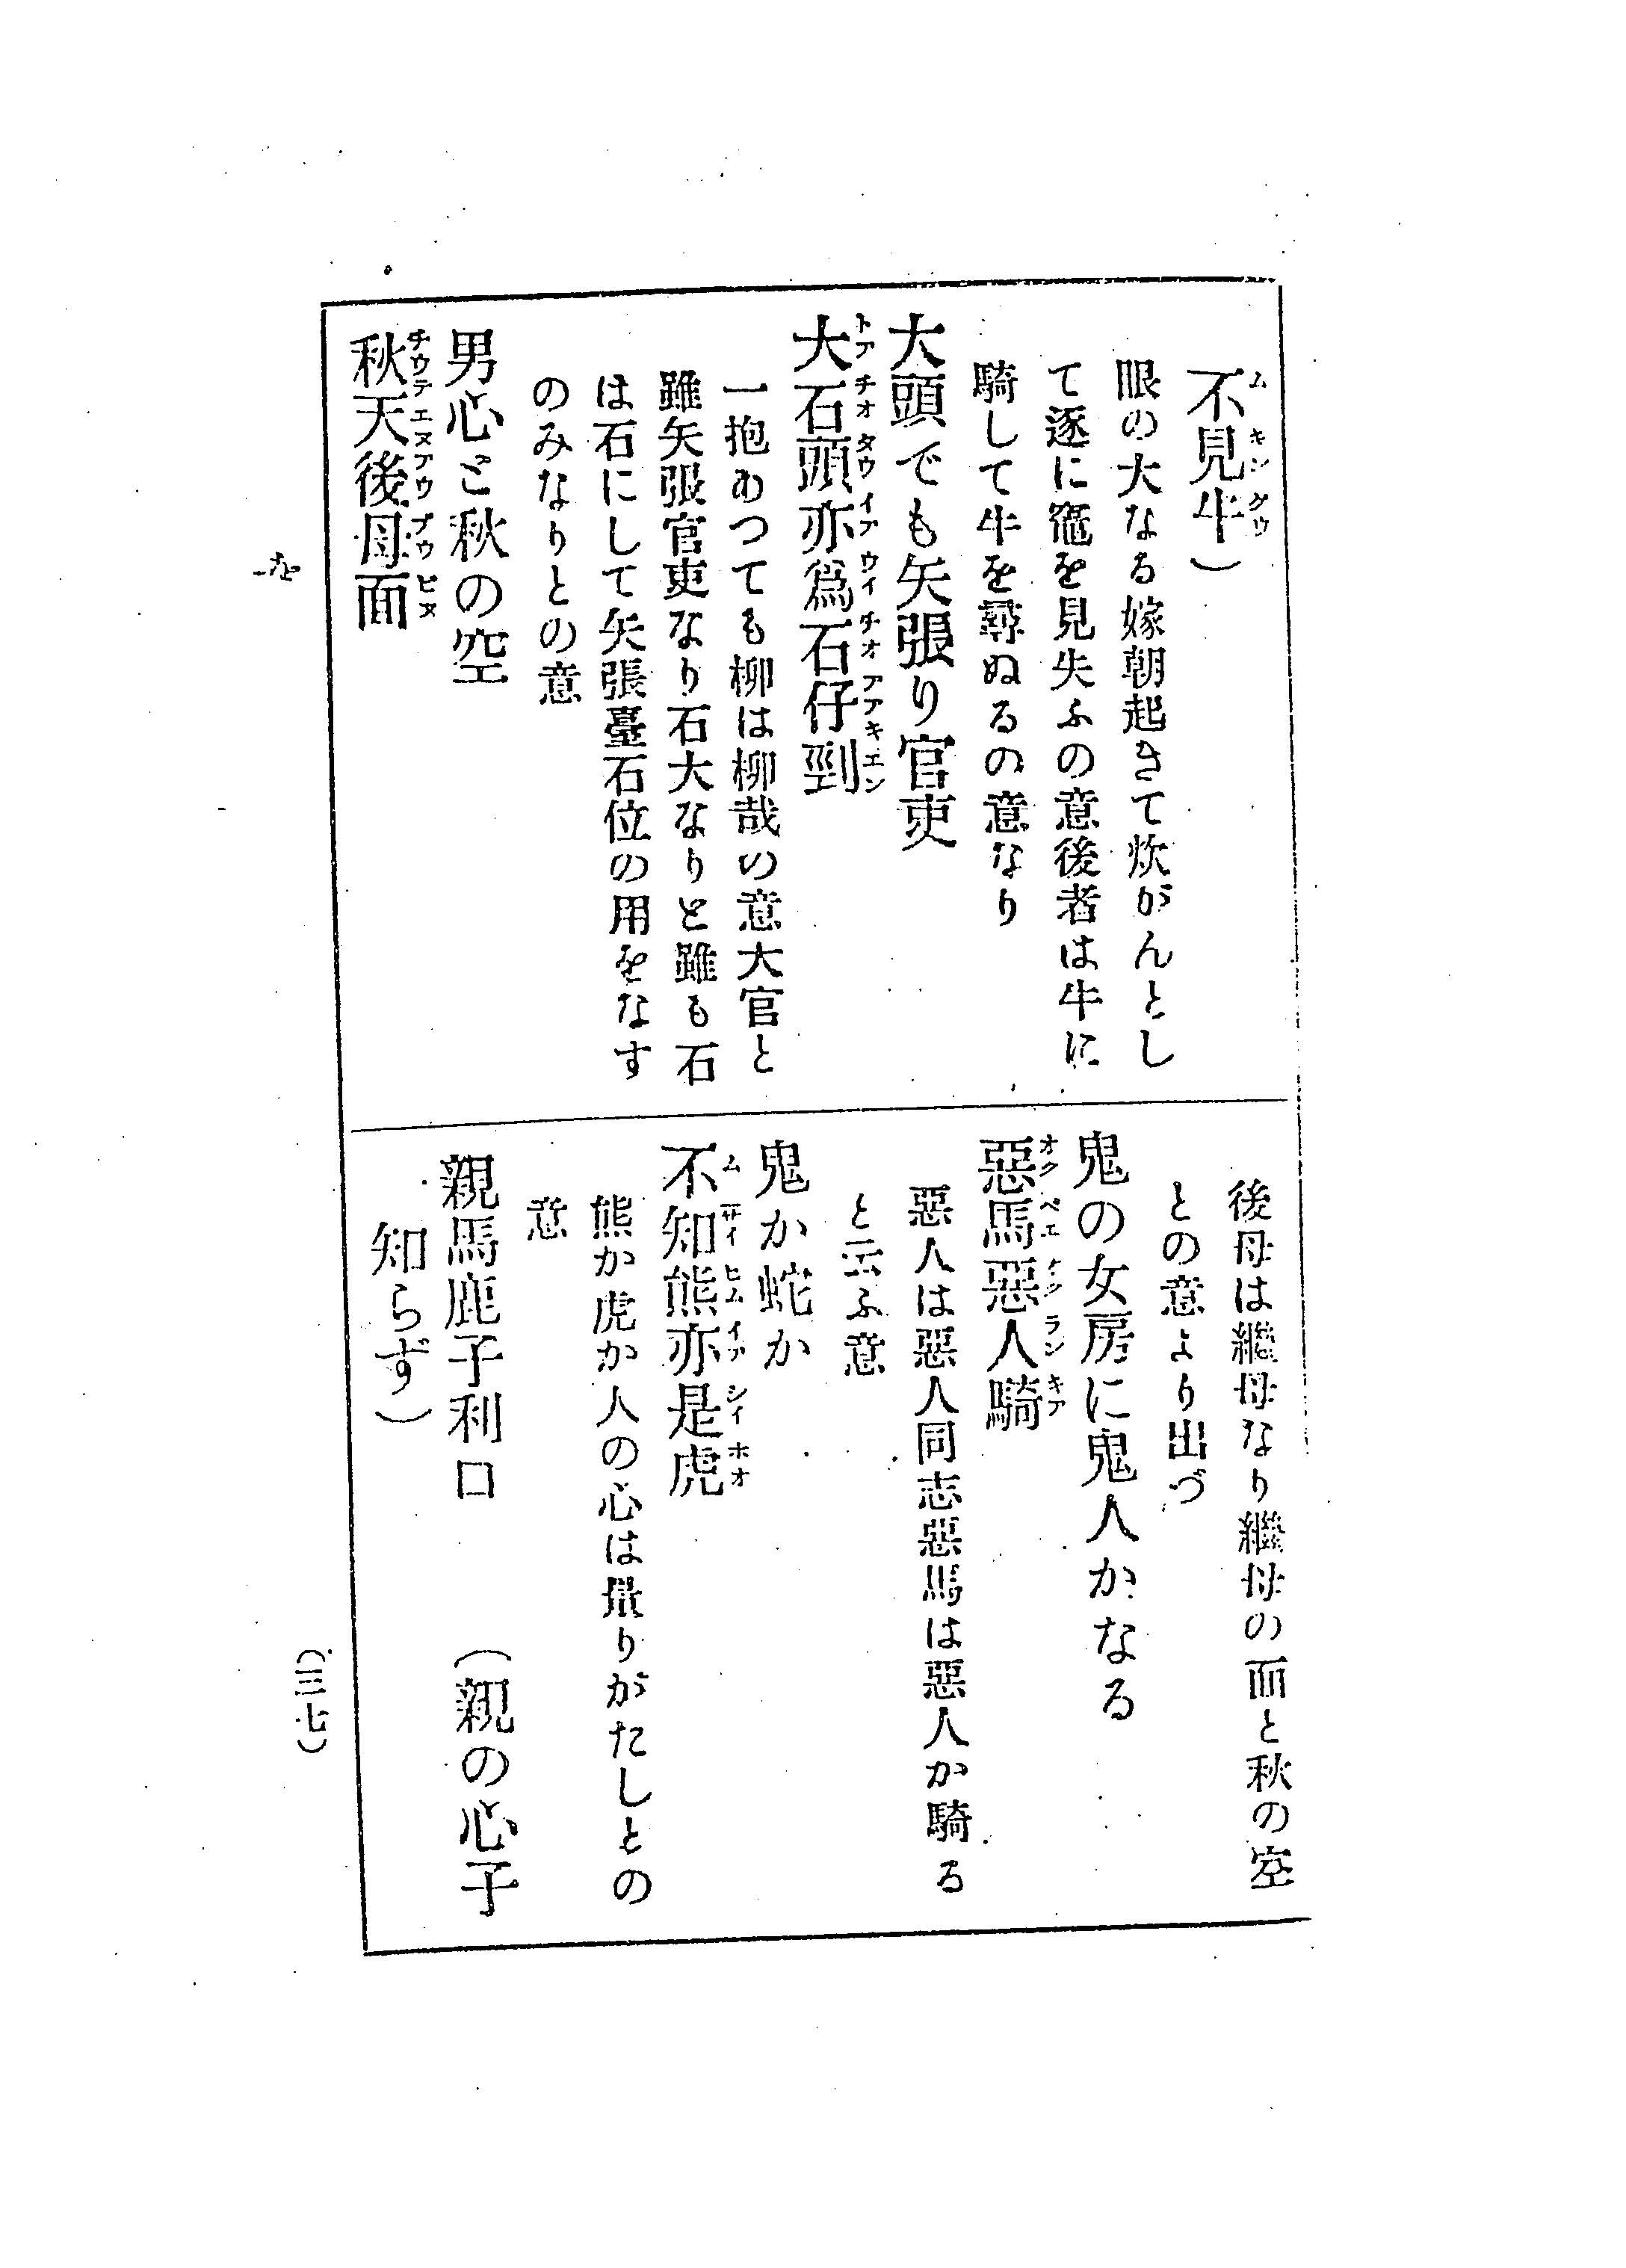 不見牛）
眼の大なる嫁朝起きて炊がんとし
て遂に竈を見失ふの意後者は牛に
騎して牛を尋ぬるの意なり
大頭でも矢張り官吏
大石頭亦爲石仔剄
一抱あつても柳は柳哉の意大官と
雖矢張官吏なり石大なりと雖も石
は石にして矢張臺石位の用をなす
のみなりとの意
男心と秋の空
秋天後母面
後母は繼母なり繼母の面と秋の空
との意より出づ
鬼の女房に鬼人かなる
惡馬惡人騎
惡人は惡人同志惡馬は惡人か騎る
と云ふ意
鬼か蛇か
不知熊亦是虎
熊か虎か人の心は量りがたしとの
意
親馬鹿子利口　（親の心子
知らず）
（三七）